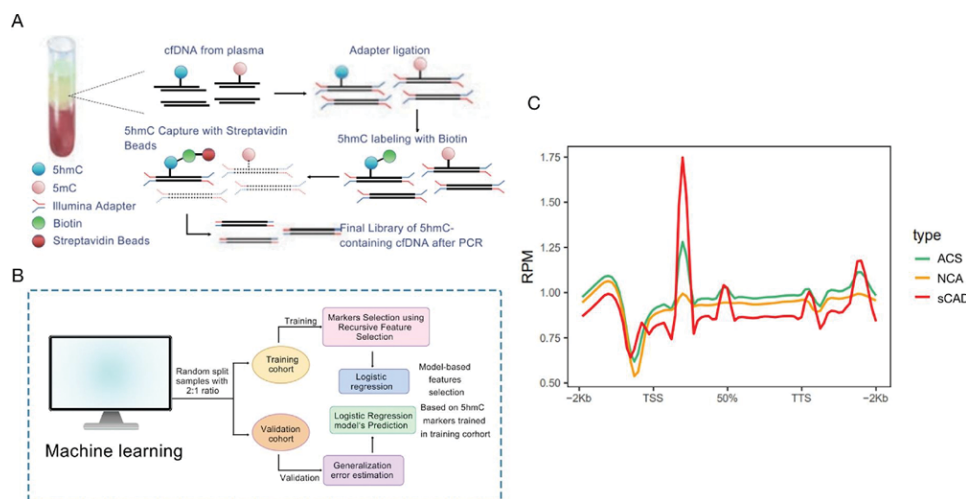 A
cfDNA from plasma
Adapter ligation
5hmC Capture with Streptavidin
Beads
5hmC labeling with Biotin
5hmC
5mC
Illumina Adapter
Biotin
Streptavidin Beads
Final Library of 5hmC-
containing cfDNA after PCR
B
Machine learning
Random split
samples with
2:1 ratio
Training
Training
cohort
Markers Selection using
Recursive Feature
Selection
Logistic
regression
Model-based
features
selection
Logistic Regression
model's Prediction
Based on 5hmC
markers trained
in training cohort
Validation
cohort
Validation
Generalization
error estimation
C
RPM
1.75
1.50
1.25
1.00
0.75
0.50
−2Kb
TSS
50%
TTS
−2Kb
type
ACS
NCA
sCAD